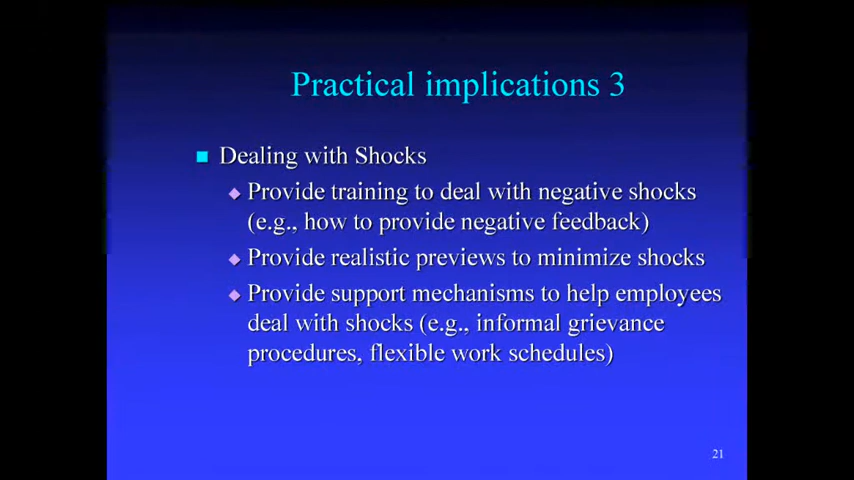 Practical implications 3
Dealing with Shocks
Provide training to deal with negative shocks
(e.g., how to provide negative feedback)
Provide realistic previews to minimize shocks
Provide support mechanisms to help employees
deal with shocks (e.g., informal grievance
procedures, flexible work schedules)
21